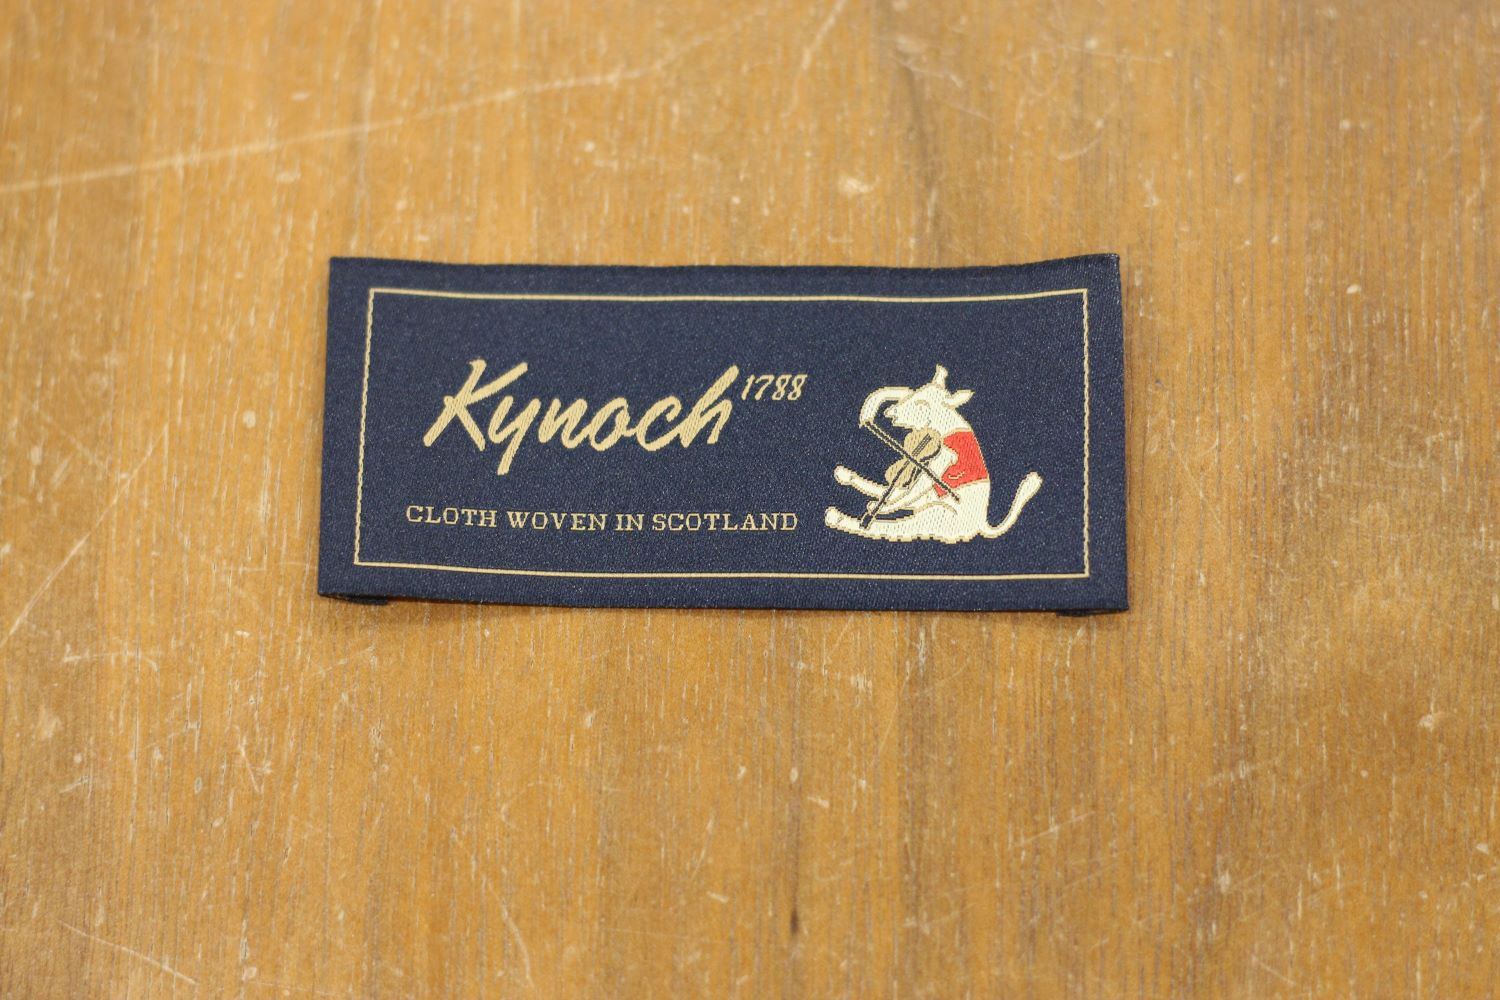 Kynoch 1788
CLOTH WOVEN IN SCOTLAND